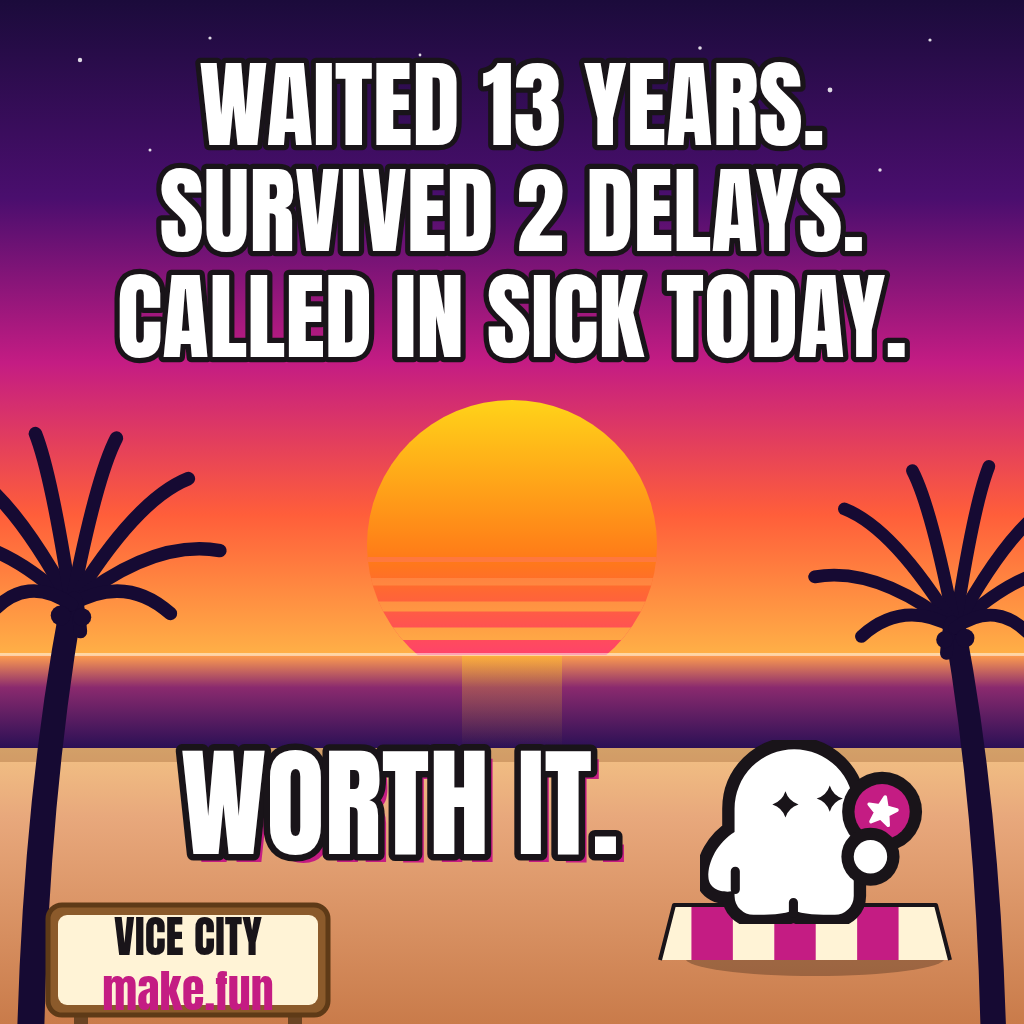 WAITED 13 YEARS.
SURVIVED 2 DELAYS.
CALLED IN SICK TODAY.
WORTH IT.
VICE CITY
make.fun